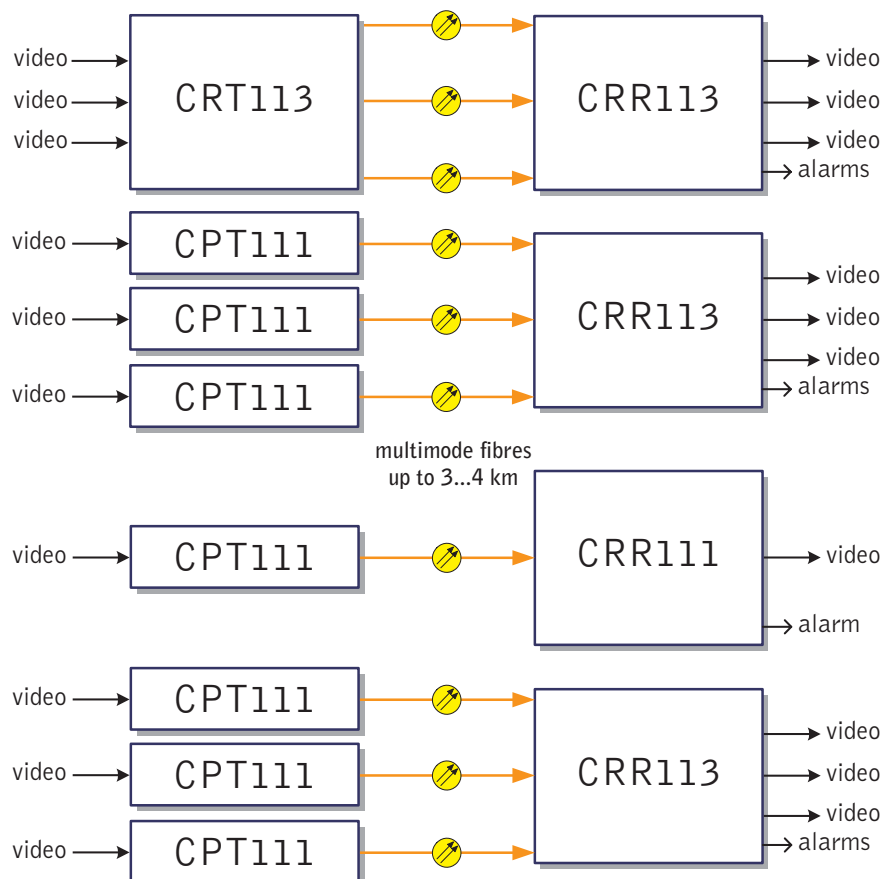 video
video
video
CRT113
CRR113
video
video
video
alarms
video
CPT111
video
CPT111
video
CPT111
CRR113
video
video
video
alarms
multimode fibres
up to 3...4 km
video
CPT111
CRR111
video
alarm
video
CPT111
video
CPT111
video
CPT111
CRR113
video
video
video
alarms